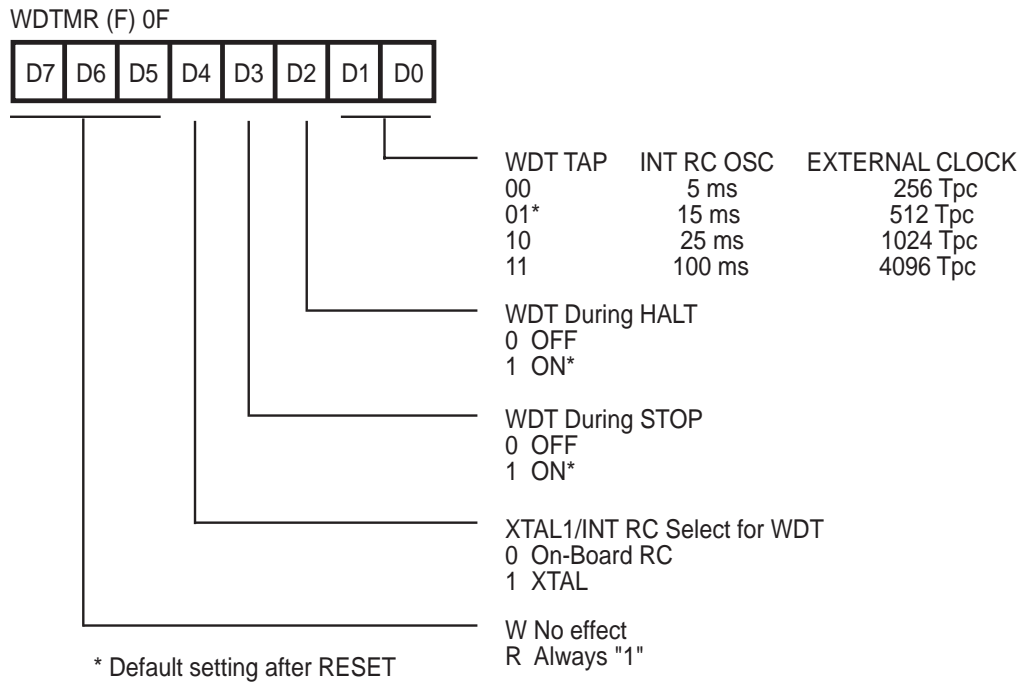 WDTMR (F) 0F
D7 D6 D5 D4 D3 D2 D1 D0
WDT TAP INT RC OSC EXTERNAL CLOCK
00 5 ms 256 Tpc
01* 15 ms 512 Tpc
10 25 ms 1024 Tpc
11 100 ms 4096 Tpc
WDT During HALT
0 OFF
1 ON*
WDT During STOP
0 OFF
1 ON*
XTAL1/INT RC Select for WDT
0 On-Board RC
1 XTAL
W No effect
R Always "1"
* Default setting after RESET